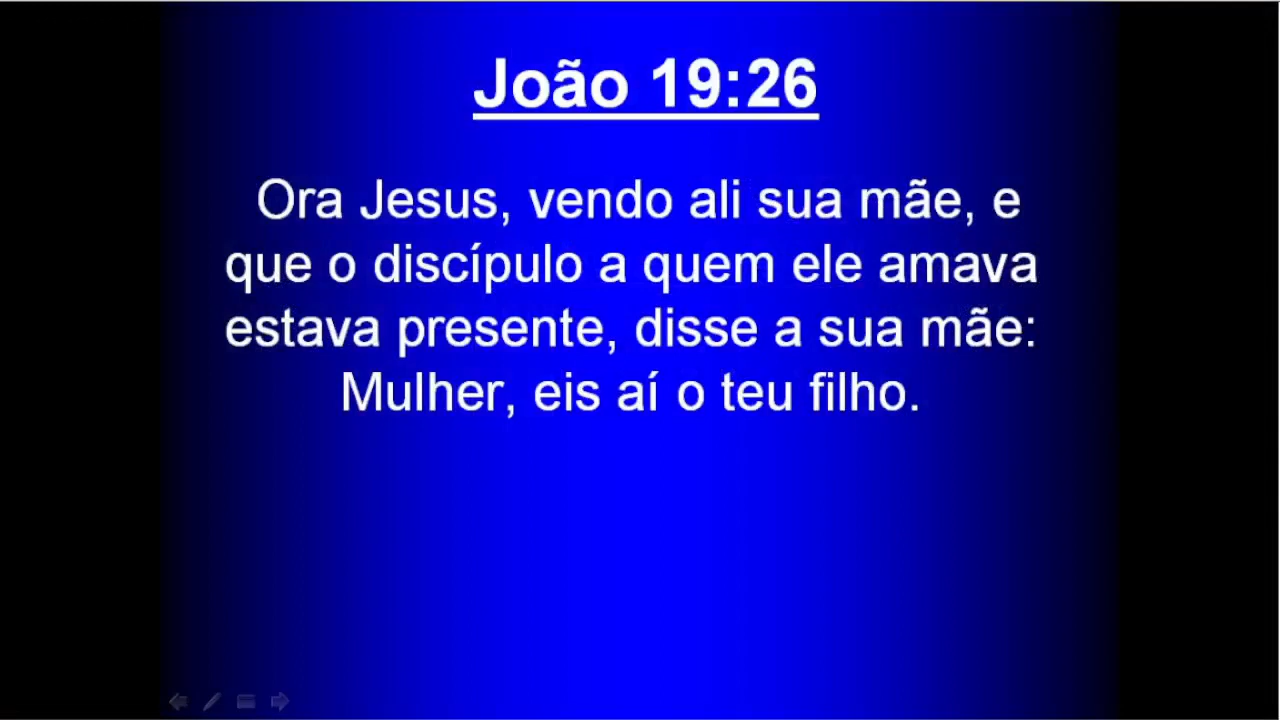 João 19:26
Ora Jesus, vendo ali sua mãe, e
que o discípulo a quem ele amava
estava presente, disse a sua mãe:
Mulher, eis aí o teu filho.